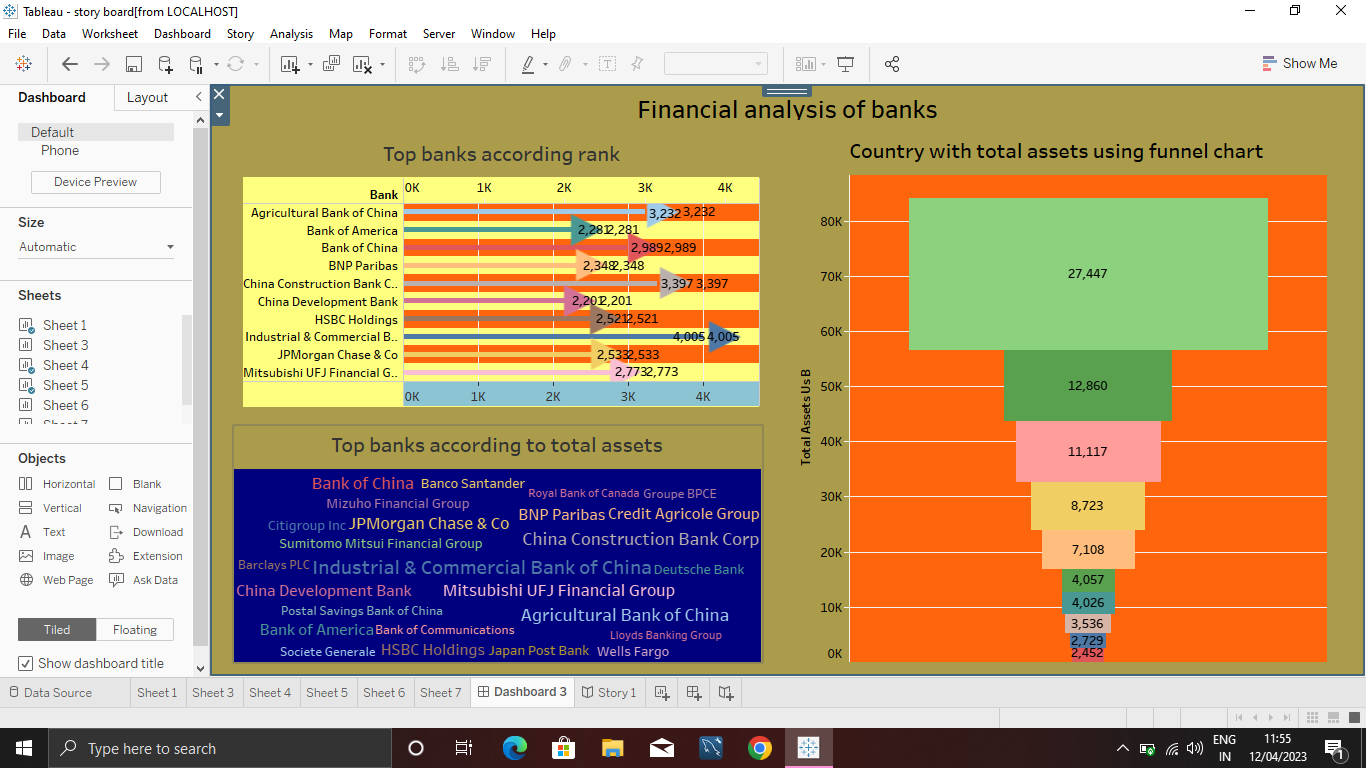 Tableau - story board[from LOCALHOST]
File Data Worksheet Dashboard Story Analysis Map Format Server Window Help
Show Me
Dashboard Layout
Default
Phone
Device Preview
Size
Automatic
Sheets
Sheet 1
Sheet 3
Sheet 4
Sheet 5
Sheet 6
Sheet 7
Objects
Horizontal Blank
Vertical Navigation
A Text Download
Image Extension
Web Page Ask Data
Tiled Floating
Show dashboard title
Financial analysis of banks
Top banks according rank
Bank 0K 1K 2K 3K 4K
Agricultural Bank of China 3,232 3,232
Bank of America 2,281 2,281
Bank of China 2,989 2,989
BNP Paribas 2,348 2,348
China Construction Bank C.. 3,397 3,397
China Development Bank 2,201 2,201
HSBC Holdings 2,521 2,521
Industrial & Commercial B.. 4,005 4,005
JPMorgan Chase & Co 2,533 2,533
Mitsubishi UFJ Financial G.. 2,773 2,773
0K 1K 2K 3K 4K
Top banks according to total assets
Bank of China Banco Santander
Royal Bank of Canada Groupe BPCE
Mizuho Financial Group
BNP Paribas Credit Agricole Group
Citigroup Inc JPMorgan Chase & Co
Sumitomo Mitsui Financial Group China Construction Bank Corp
Barclays PLC Industrial & Commercial Bank of China Deutsche Bank
China Development Bank Mitsubishi UFJ Financial Group
Postal Savings Bank of China Agricultural Bank of China
Bank of America Bank of Communications
Lloyds Banking Group
Societe Generale HSBC Holdings Japan Post Bank Wells Fargo
Country with total assets using funnel chart
Total Assets Us B
80K
70K
60K
50K
40K
30K
20K
10K
0K
27,447
12,860
11,117
8,723
7,108
4,057
4,026
3,536
2,729
2,452
Data Source Sheet 1 Sheet 3 Sheet 4 Sheet 5 Sheet 6 Sheet 7 Dashboard 3 Story 1
Type here to search
ENG
IN
11:55
12/04/2023
1